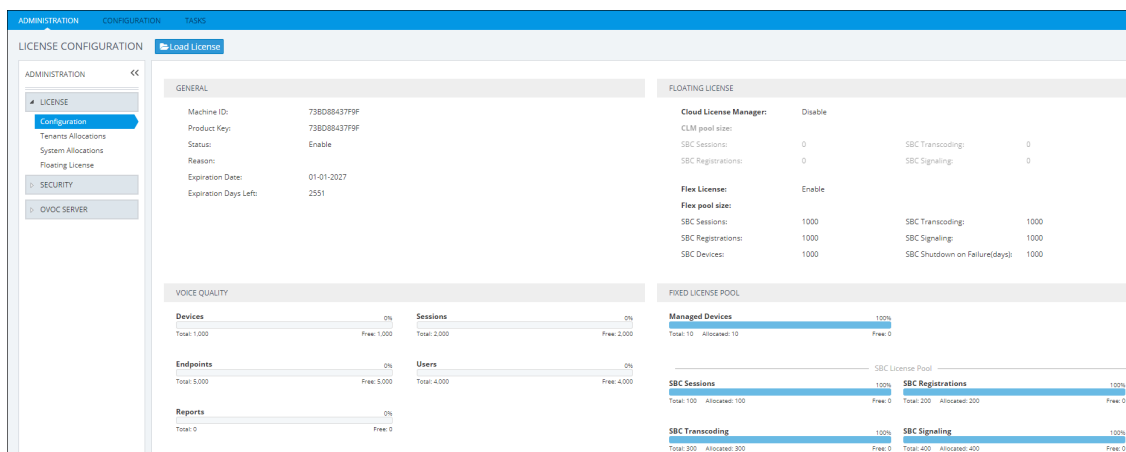 ADMINISTRATION CONFIGURATION TASKS
LICENSE CONFIGURATION Load License
ADMINISTRATION
LICENSE
Configuration
Tenants Allocations
System Allocations
Floating License
SECURITY
OVOC SERVER
GENERAL
Machine ID: 73BD88437F9F
Product Key: 73BD88437F9F
Status: Enable
Reason:
Expiration Date: 01-01-2027
Expiration Days Left: 2551
FLOATING LICENSE
Cloud License Manager: Disable
CLM pool size:
SBC Sessions: 0 SBC Transcoding: 0
SBC Registrations: 0 SBC Signaling: 0
Flex License: Enable
Flex pool size:
SBC Sessions: 1000 SBC Transcoding: 1000
SBC Registrations: 1000 SBC Signaling: 1000
SBC Devices: 1000 SBC Shutdown on Failure(days): 1000
VOICE QUALITY
Devices 0% Sessions 0%
Total: 1,000 Free: 1,000 Total: 2,000 Free: 2,000
Endpoints 0% Users 0%
Total: 5,000 Free: 5,000 Total: 4,000 Free: 4,000
Reports 0%
Total: 0 Free: 0
FIXED LICENSE POOL
Managed Devices 100%
Total: 10 Allocated: 10 Free: 0
SBC License Pool
SBC Sessions 100% SBC Registrations 100%
Total: 100 Allocated: 100 Free: 0 Total: 200 Allocated: 200 Free: 0
SBC Transcoding 100% SBC Signaling 100%
Total: 300 Allocated: 300 Free: 0 Total: 400 Allocated: 400 Free: 0